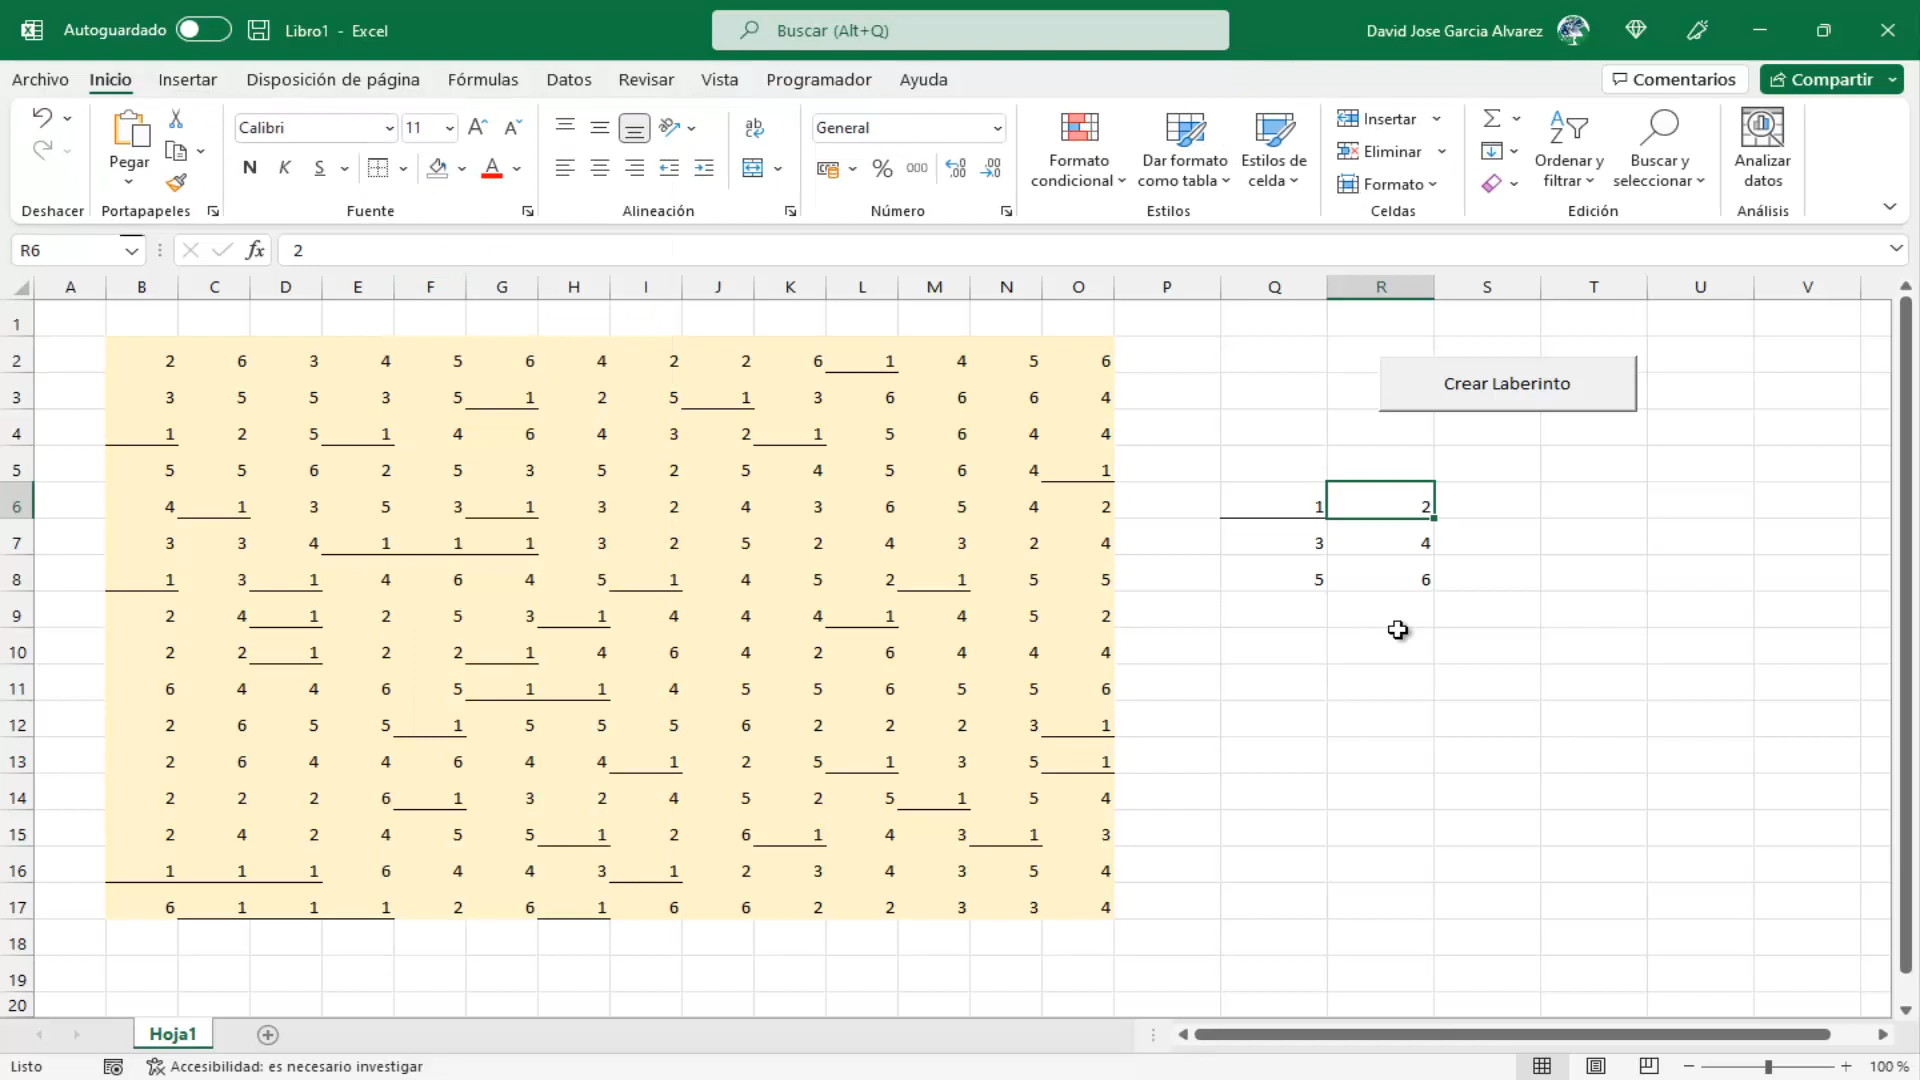 Autoguardado Libro1 - Excel Buscar (Alt+Q) David Jose Garcia Alvarez
Archivo Inicio Insertar Disposición de página Fórmulas Datos Revisar Vista Programador Ayuda Comentarios Compartir
Pegar Calibri 11 General Formato condicional Dar formato como tabla Estilos de celda Insertar Eliminar Formato Ordenar y filtrar Buscar y seleccionar Analizar datos
N K S A % 000
Deshacer Portapapeles Fuente Alineación Número Estilos Celdas Edición Análisis
R6 fx 2
A B C D E F G H I J K L M N O P Q R S T U V
1
2 2 6 3 4 5 6 4 2 2 6 1 4 5 6
Crear Laberinto
3 3 5 5 3 5 1 2 5 1 3 6 6 6 4
4 1 2 5 1 4 6 4 3 2 1 5 6 4 4
5 5 5 6 2 5 3 5 2 5 4 5 6 4 1
6 4 1 3 5 3 1 3 2 4 3 6 5 4 2 1 2
7 3 3 4 1 1 1 3 2 5 2 4 3 2 4 3 4
8 1 3 1 4 6 4 5 1 4 5 2 1 5 5 5 6
9 2 4 1 2 5 3 1 4 4 4 1 4 5 2
10 2 2 1 2 2 1 4 6 4 2 6 4 4 4
11 6 4 4 6 5 1 1 4 5 5 6 5 5 6
12 2 6 5 5 1 5 5 5 6 2 2 2 3 1
13 2 6 4 4 6 4 4 1 2 5 1 3 5 1
14 2 2 2 6 1 3 2 4 5 2 5 1 5 4
15 2 4 2 4 5 5 1 2 6 1 4 3 1 3
16 1 1 1 6 4 4 3 1 2 3 4 3 5 4
17 6 1 1 1 2 6 1 6 6 2 2 3 3 4
18
19
20
Hoja1
Listo Accesibilidad: es necesario investigar 100 %